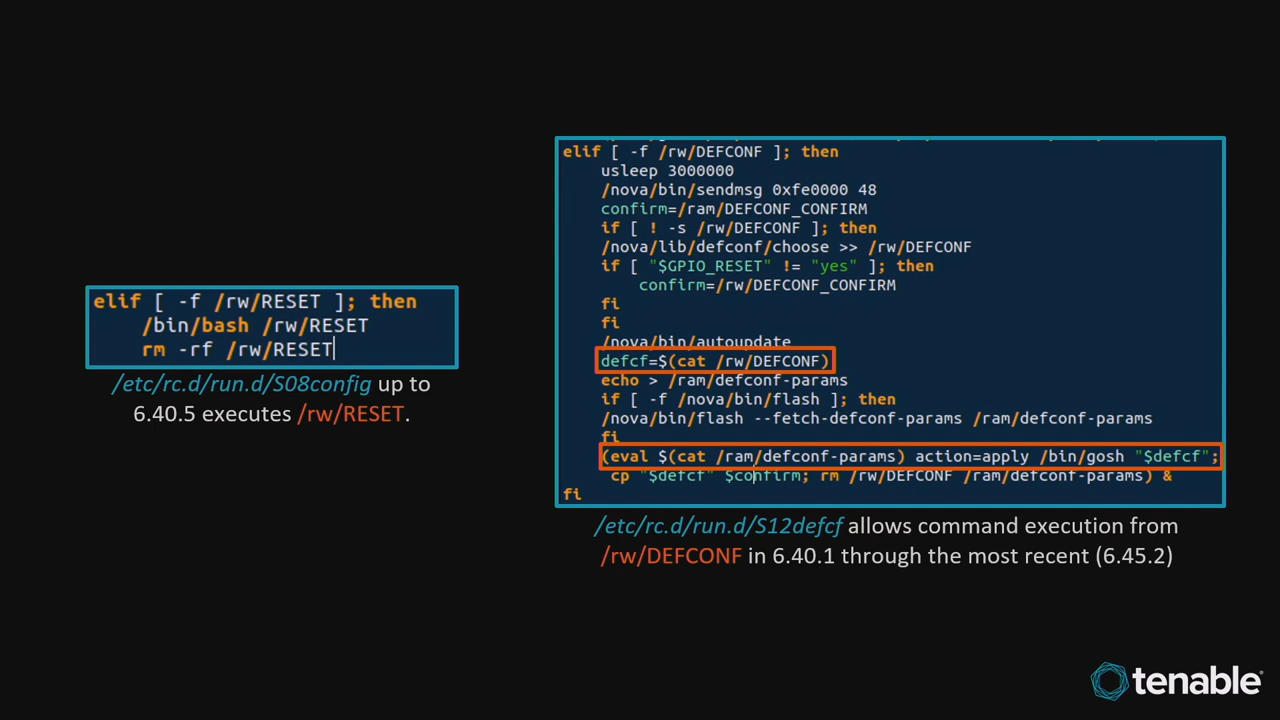 elif [ -f /rw/RESET ]; then
/bin/bash /rw/RESET
rm -rf /rw/RESET
/etc/rc.d/run.d/S08config up to
6.40.5 executes /rw/RESET.
elif [ -f /rw/DEFCONF ]; then
usleep 3000000
/nova/bin/sendmsg 0xfe0000 48
confirm=/ram/DEFCONF_CONFIRM
if [ ! -s /rw/DEFCONF ]; then
/nova/lib/defconf/choose >> /rw/DEFCONF
if [ "$GPIO_RESET" != "yes" ]; then
confirm=/rw/DEFCONF_CONFIRM
fi
fi
/nova/bin/autoupdate
defcf=$(cat /rw/DEFCONF)
echo > /ram/defconf-params
if [ -f /nova/bin/flash ]; then
/nova/bin/flash --fetch-defconf-params /ram/defconf-params
fi
(eval $(cat /ram/defconf-params) action=apply /bin/gosh "$defcf";
cp "$defcf" $confirm; rm /rw/DEFCONF /ram/defconf-params) &
fi
/etc/rc.d/run.d/S12defcf allows command execution from
/rw/DEFCONF in 6.40.1 through the most recent (6.45.2)
tenable